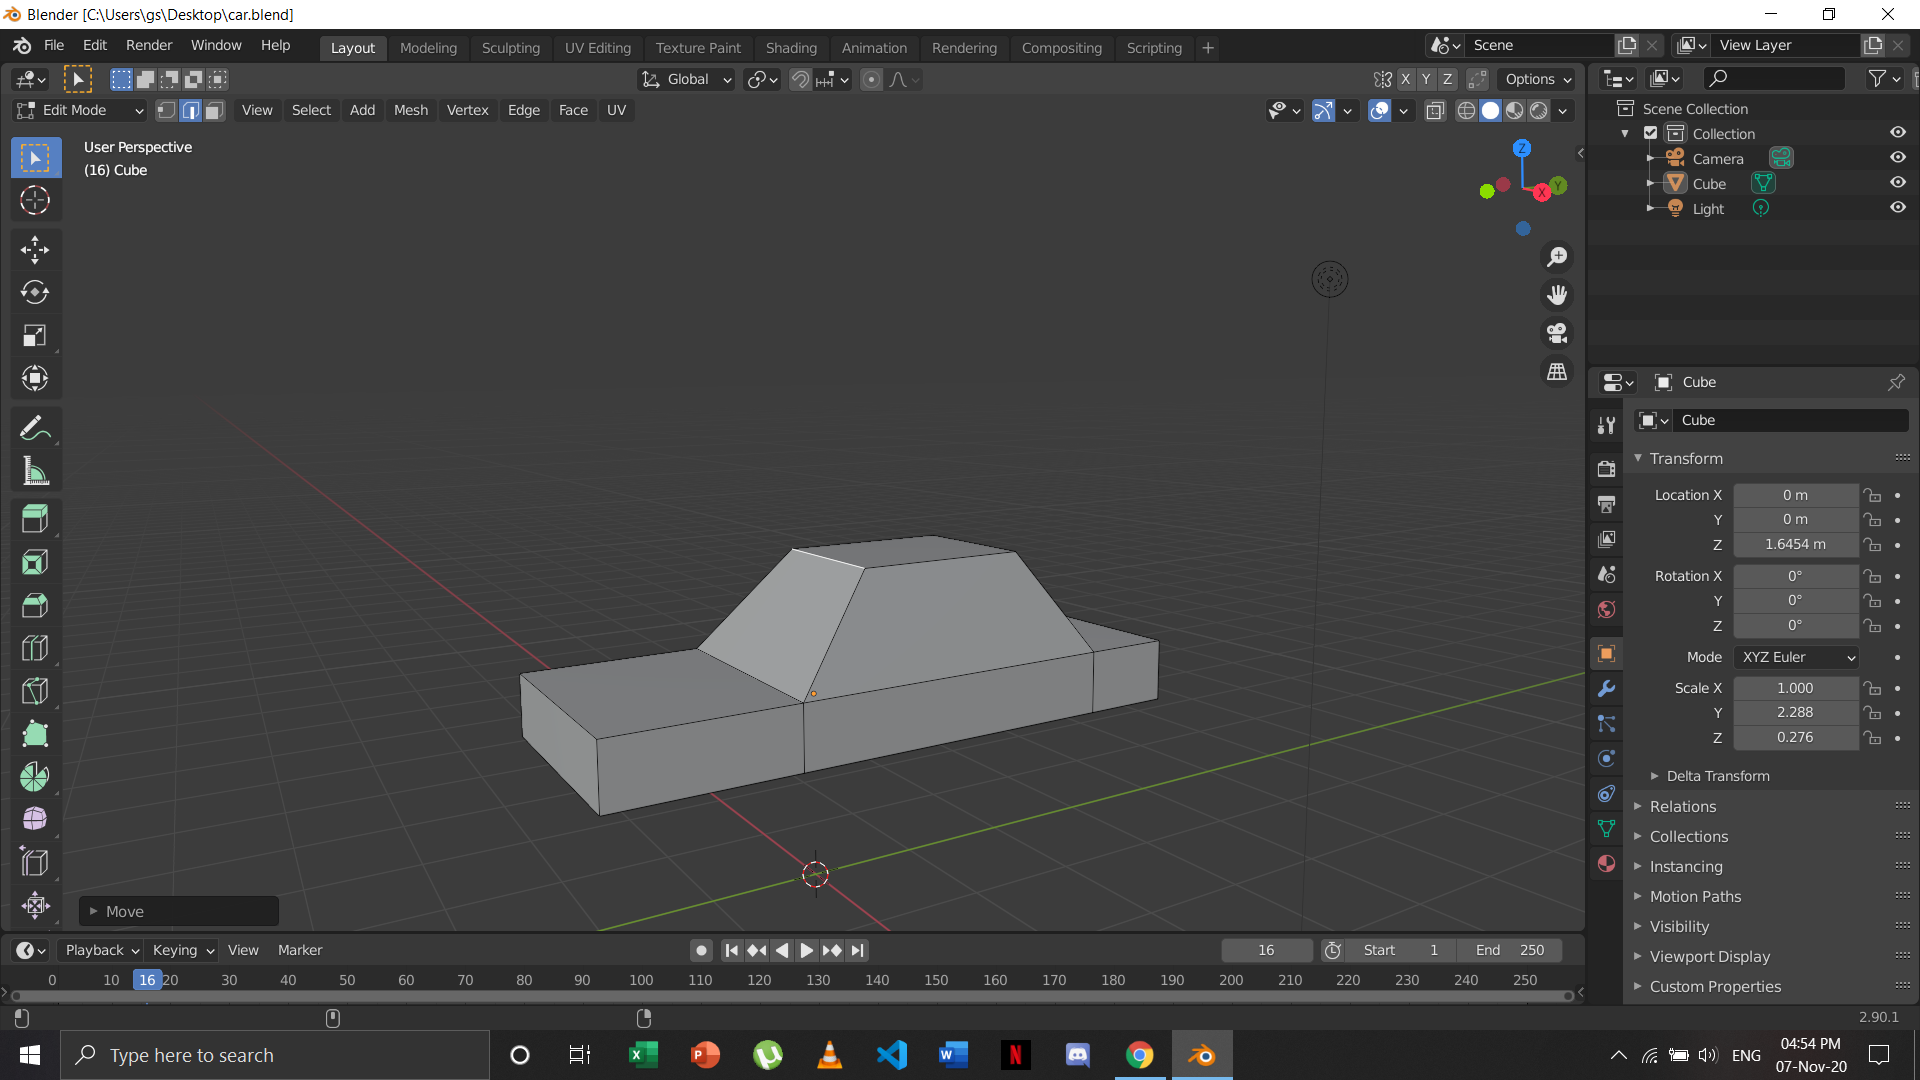 Blender [C:\Users\gs\Desktop\car.blend]
File Edit Render Window Help
Layout Modeling Sculpting UV Editing Texture Paint Shading Animation Rendering Compositing Scripting +
Scene
View Layer
Global
X Y Z
Options
Edit Mode
View Select Add Mesh Vertex Edge Face UV
User Perspective
(16) Cube
Z
Y
X
Scene Collection
Collection
Camera
Cube
Light
Cube
Cube
Transform
Location X 0 m
Y 0 m
Z 1.6454 m
Rotation X 0°
Y 0°
Z 0°
Mode XYZ Euler
Scale X 1.000
Y 2.288
Z 0.276
Delta Transform
Relations
Collections
Instancing
Motion Paths
Visibility
Viewport Display
Custom Properties
Move
Playback Keying View Marker
16
Start 1
End 250
0 10 16 20 30 40 50 60 70 80 90 100 110 120 130 140 150 160 170 180 190 200 210 220 230 240 250
2.90.1
Type here to search
ENG
04:54 PM
07-Nov-20